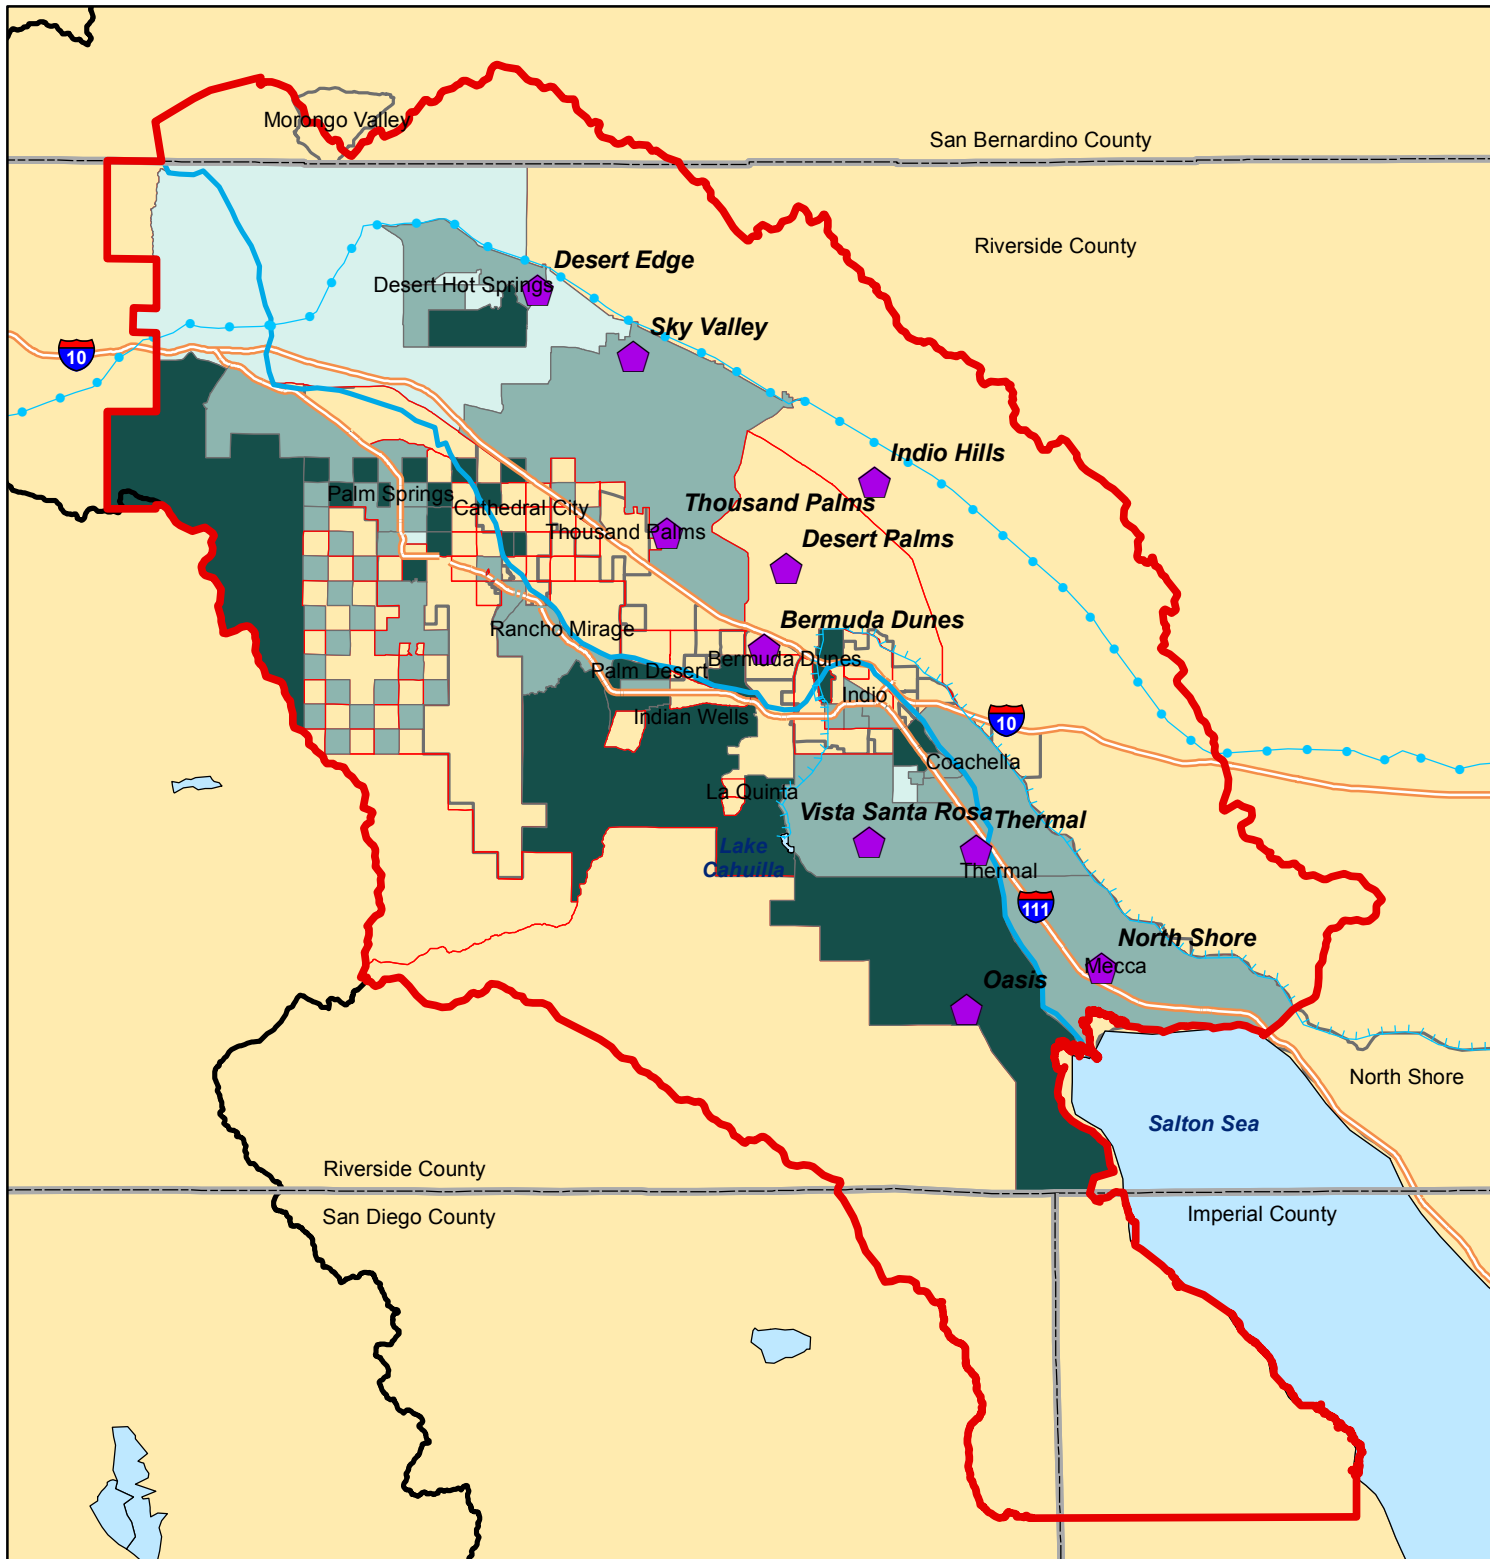 Morongo Valley
San Bernardino County
Riverside County
Desert Edge
Desert Hot Springs
Sky Valley
10
Indio Hills
Palm Springs
Thousand Palms
Cathedral City
Thousand Palms
Desert Palms
Bermuda Dunes
Rancho Mirage
Bermuda Dunes
Palm Desert
Indio
Indian Wells
10
Coachella
La Quinta
Vista Santa Rosa
Thermal
Lake
Cahuilla
Thermal
111
North Shore
Mecca
Oasis
North Shore
Salton Sea
Riverside County
San Diego County
Imperial County